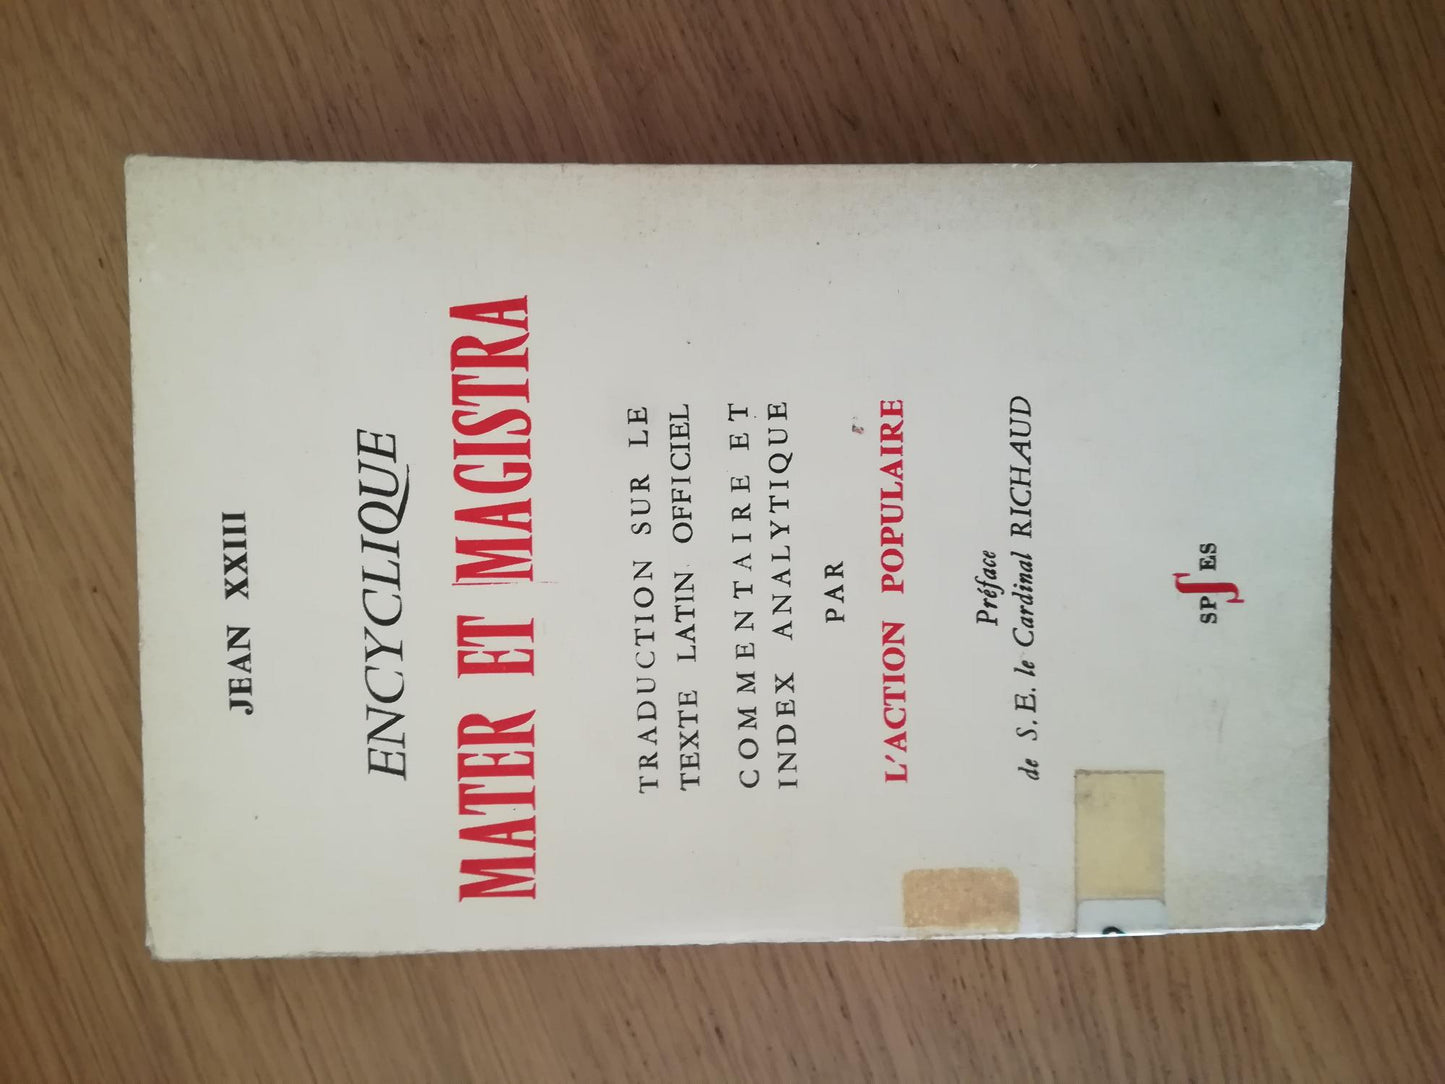 JEAN XXIII
ENCYCLIQUE
MATER ET MAGISTRA
TRADUCTION SUR LE
TEXTE LATIN OFFICIEL
COMMENTAIRE ET
INDEX ANALYTIQUE
PAR
L'ACTION POPULAIRE
Préface
de S. E. le Cardinal RICHAUD
SPES